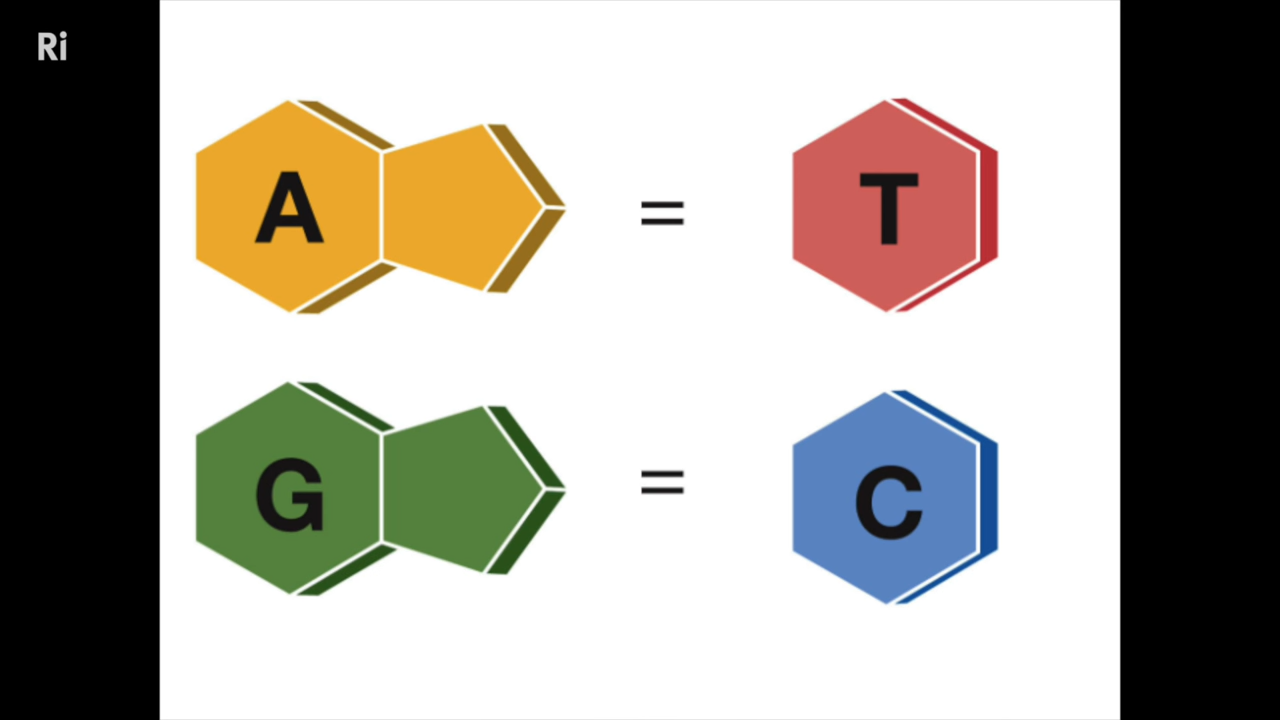 Ri
A = T
G = C